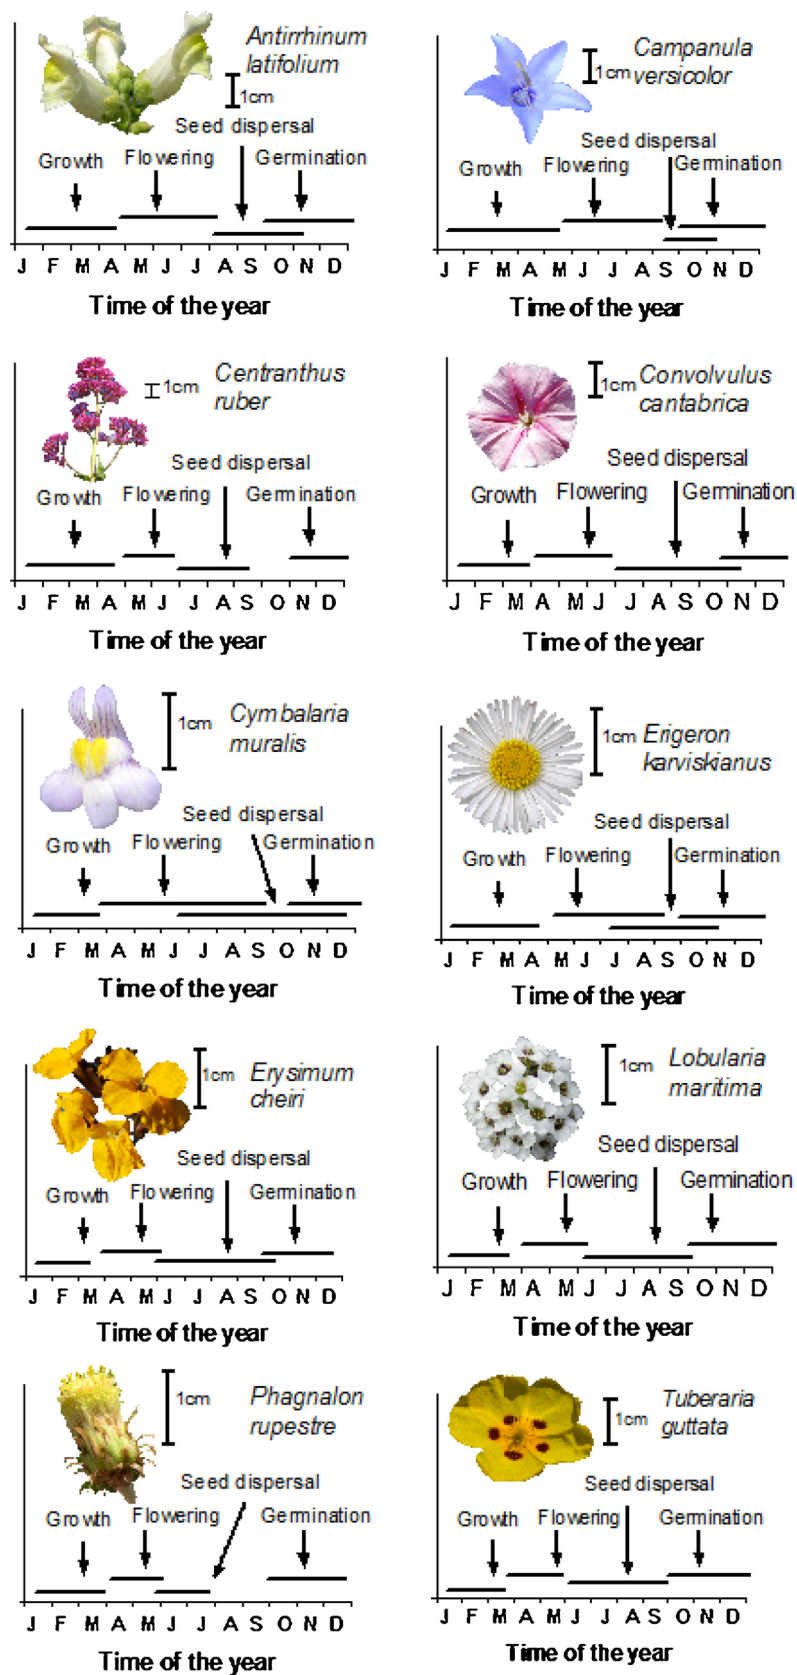 Antirrhinum
latifolium
1cm
Seed dispersal
Growth Flowering Germination
J F M A M J J A S O N D
Time of the year
Campanula
1cm versicolor
Seed dispersal
Flowering Germination
Growth
J F M A M J J A S O N D
Time of the year
Centranthus
1cm ruber
Seed dispersal
Growth Flowering Germination
J F M A M J J A S O N D
Time of the year
1cm Convolvulus
cantabrica
Seed dispersal
Growth Flowering Germination
J F M A M J J A S O N D
Time of the year
1cm Cymbalaria
muralis
Seed dispersal
Growth Flowering Germination
J F M A M J J A S O N D
Time of the year
1cm Erigeron
karviskianus
Seed dispersal
Growth Flowering Germination
J F M A M J J A S O N D
Time of the year
1cm Erysimum
cheiri
Seed dispersal
Growth Flowering Germination
J F M A M J J A S O N D
Time of the year
1cm Lobularia
maritima
Seed dispersal
Growth Flowering Germination
J F M A M J J A S O N D
Time of the year
1cm Phagnalon
rupestre
Seed dispersal
Growth Flowering Germination
J F M A M J J A S O N D
Time of the year
Tuberaria
1cm guttata
Seed dispersal
Growth Flowering Germination
J F M A M J J A S O N D
Time of the year